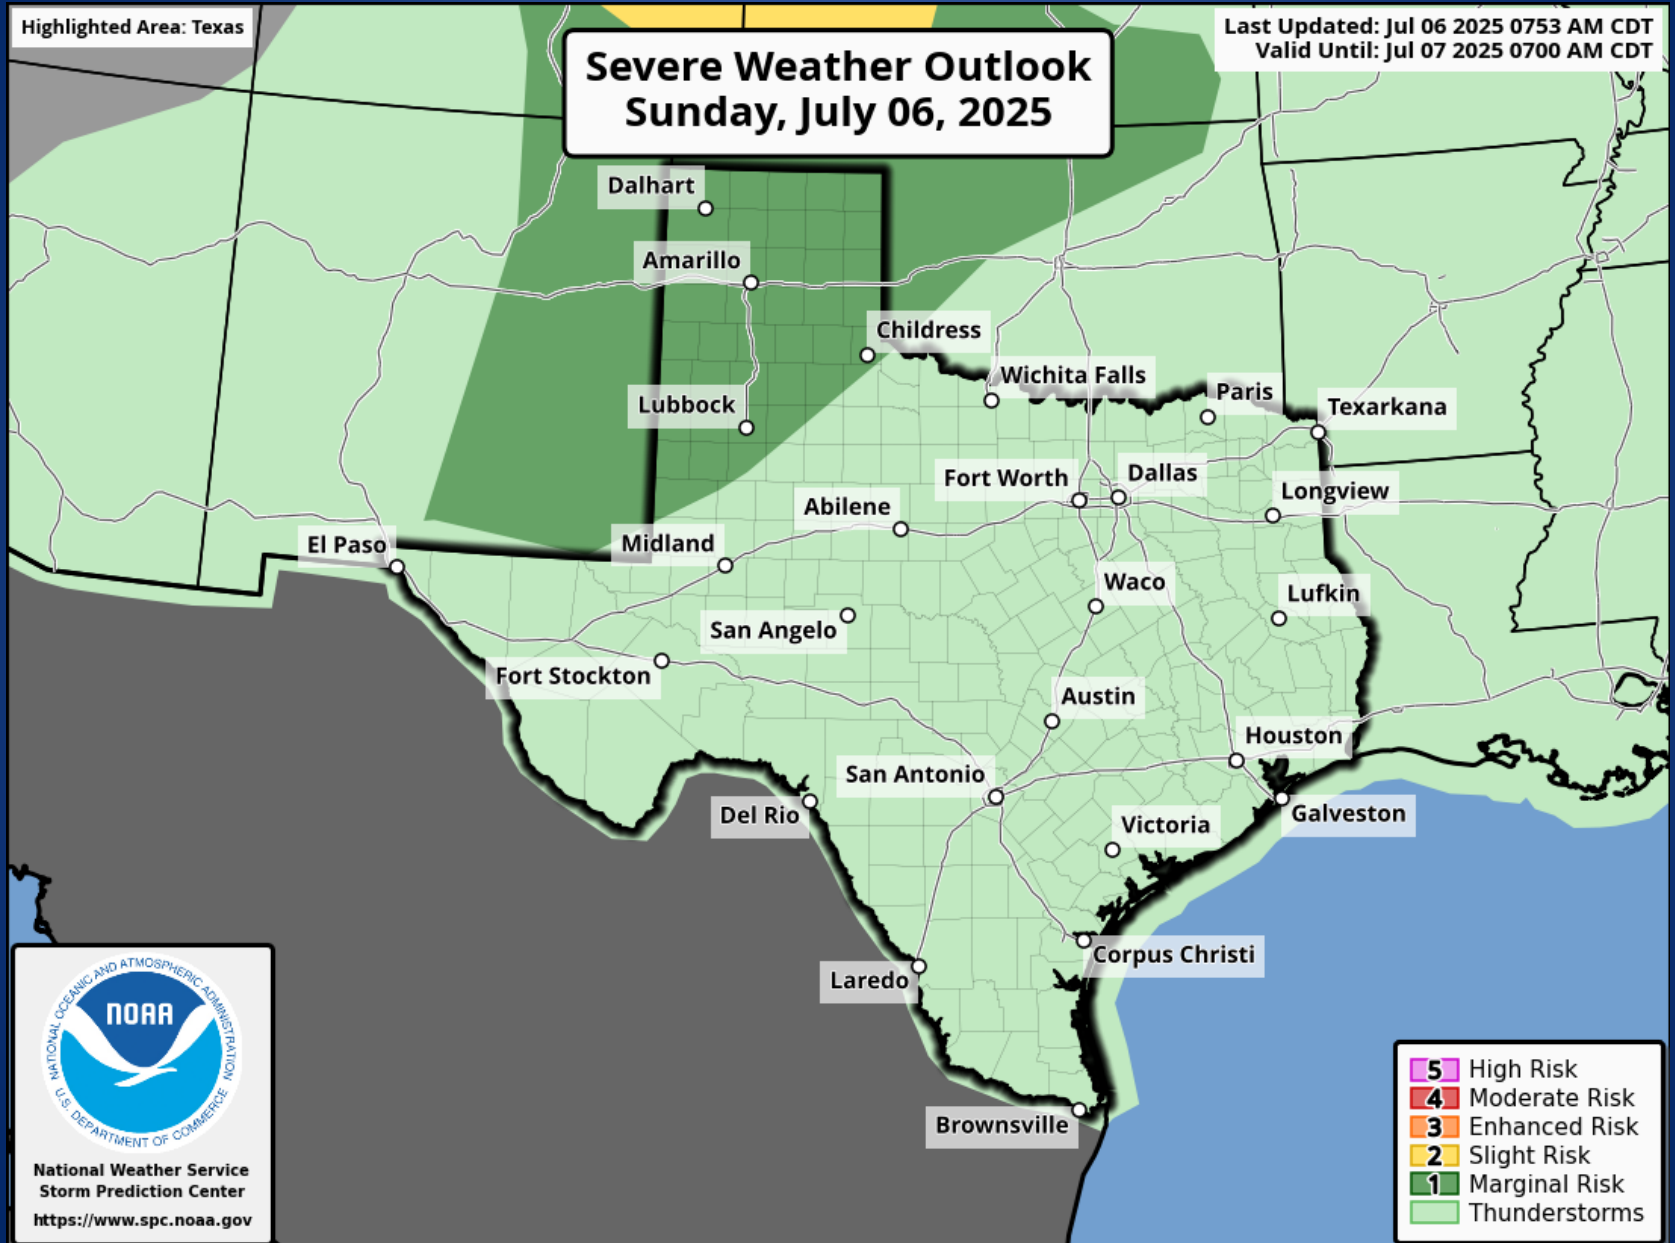 Highlighted Area: Texas
Last Updated: Jul 06 2025 0753 AM CDT
Valid Until: Jul 07 2025 0700 AM CDT
Severe Weather Outlook
Sunday, July 06, 2025
Dalhart
Amarillo
Childress
Wichita Falls
Paris
Lubbock
Texarkana
Fort Worth
Dallas
Longview
Abilene
El Paso
Midland
Waco
Lufkin
San Angelo
Fort Stockton
Austin
Houston
San Antonio
Del Rio
Galveston
Victoria
Corpus Christi
Laredo
Brownsville
NATIONAL OCEANIC AND ATMOSPHERIC ADMINISTRATION
NOAA
U.S. DEPARTMENT OF COMMERCE
National Weather Service
Storm Prediction Center
https://www.spc.noaa.gov
5 High Risk
4 Moderate Risk
3 Enhanced Risk
2 Slight Risk
1 Marginal Risk
Thunderstorms